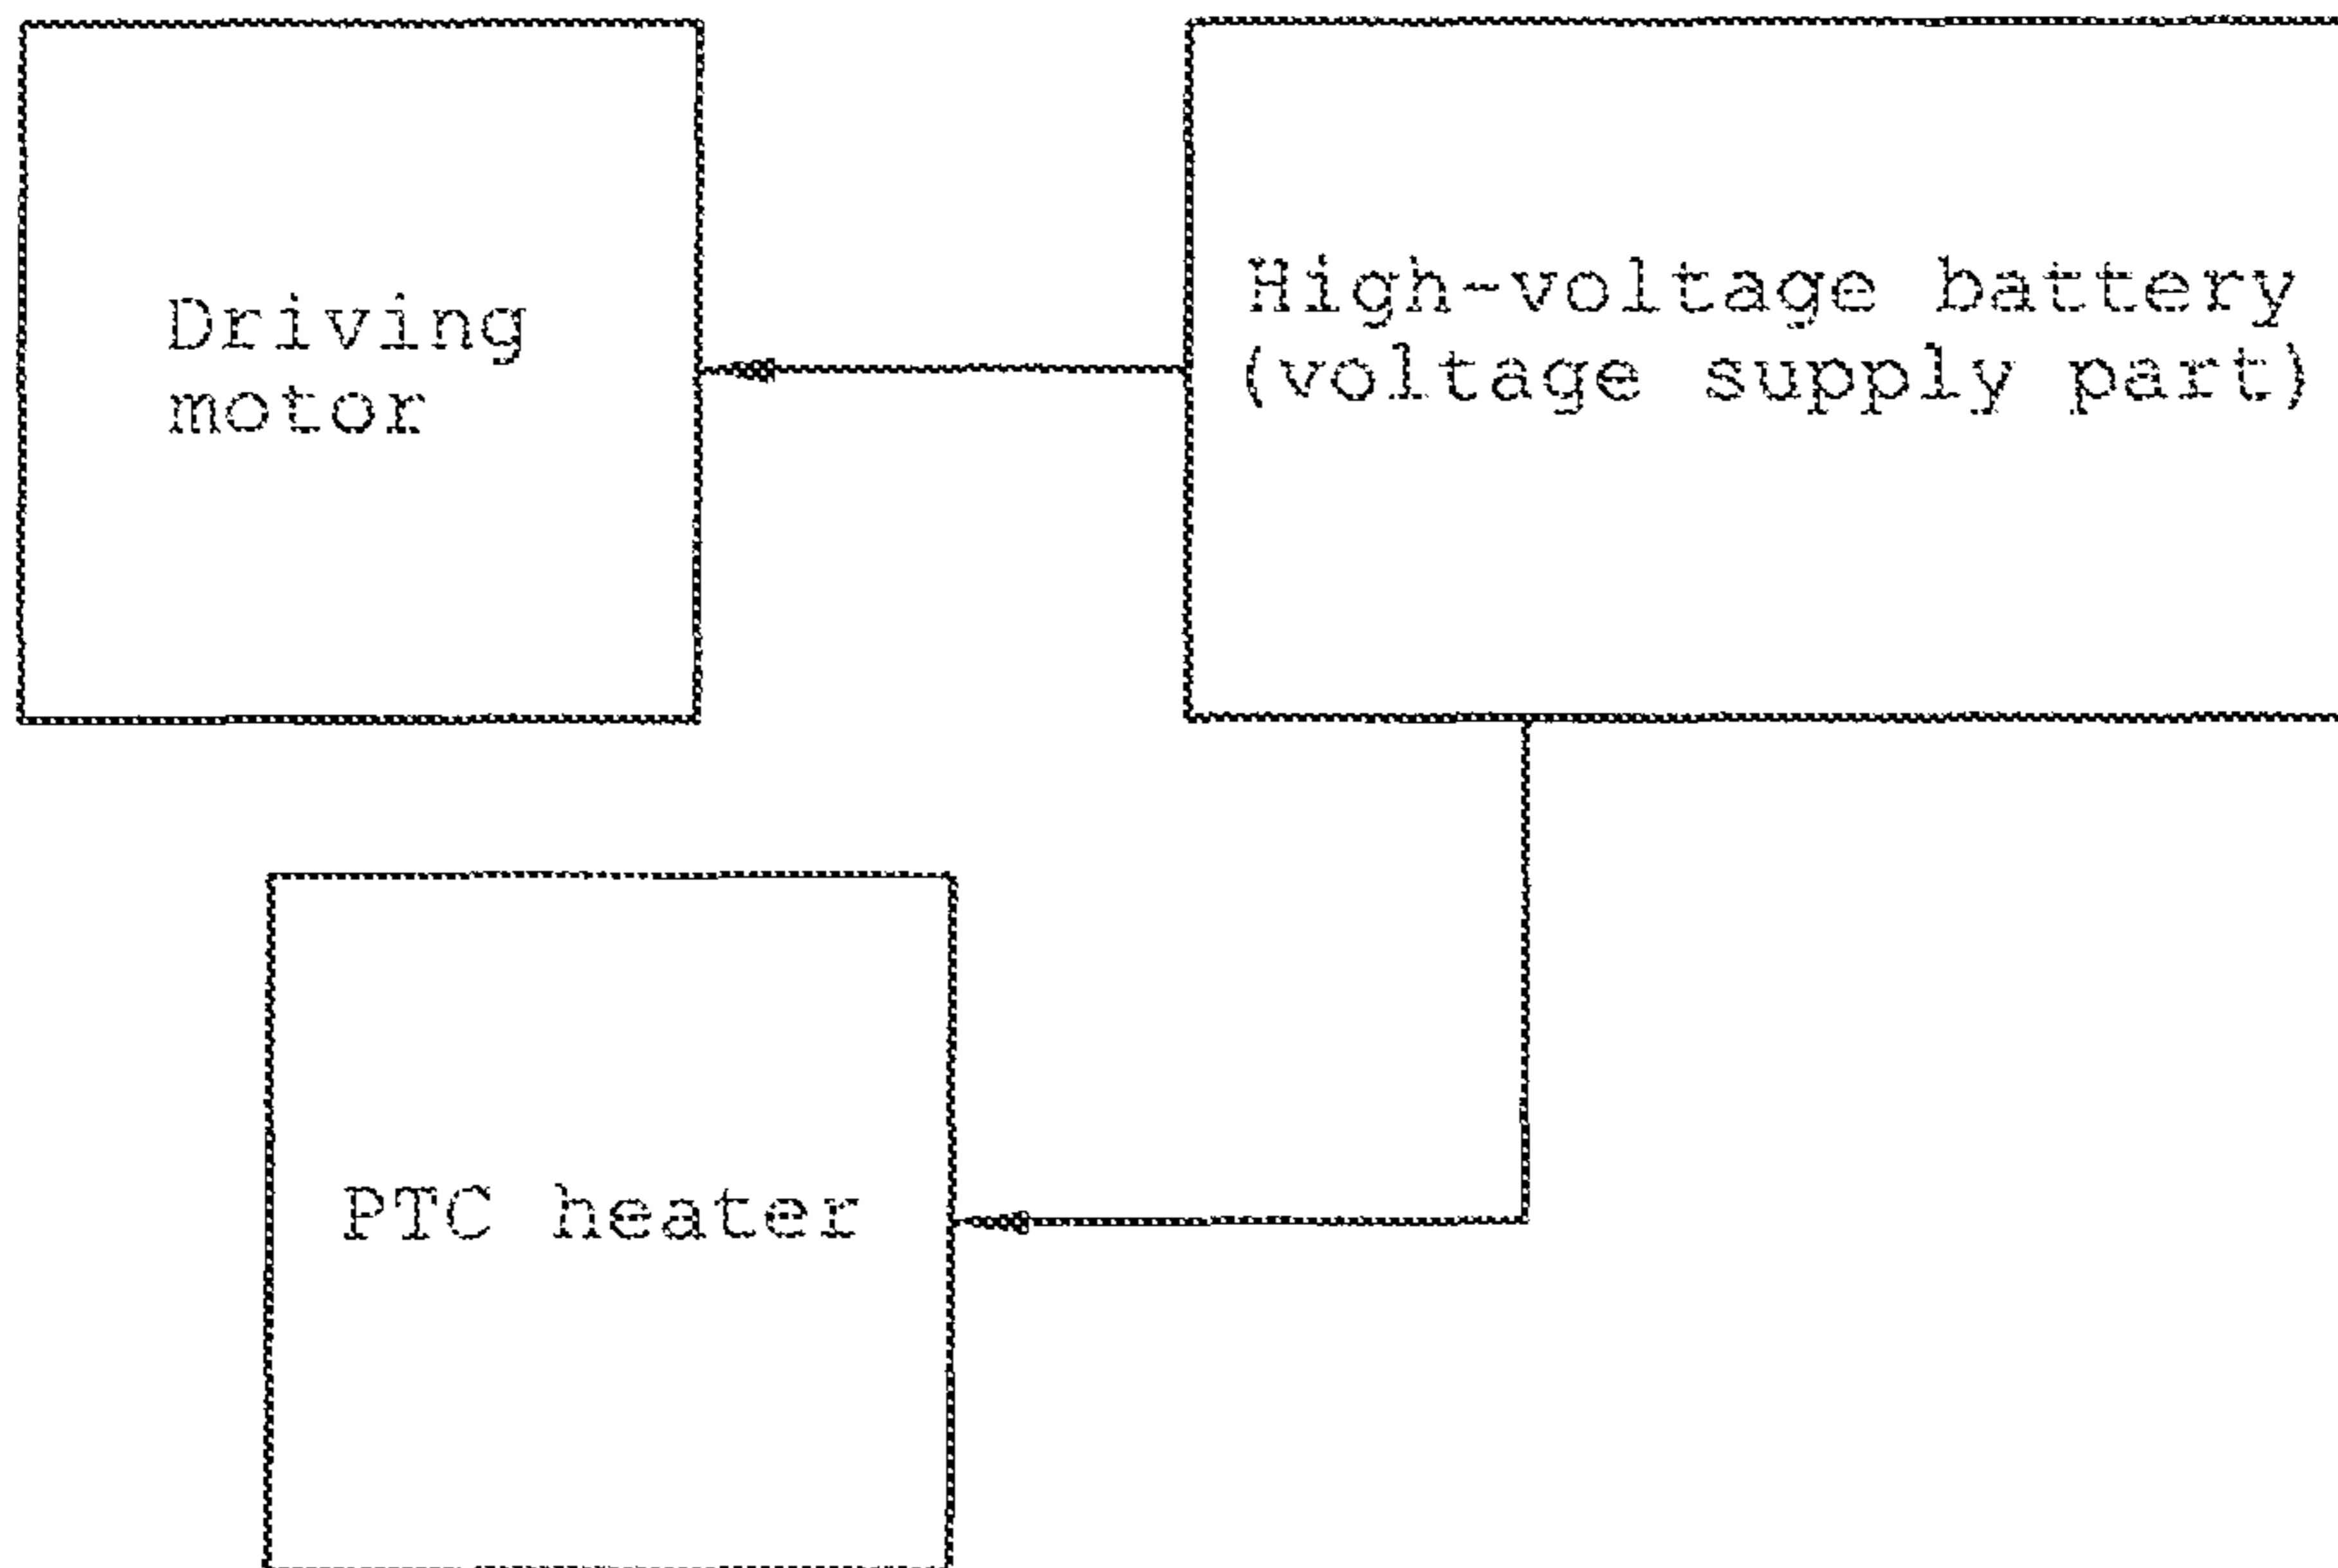 Driving
motor
High-voltage battery
(voltage supply part)
PTC heater